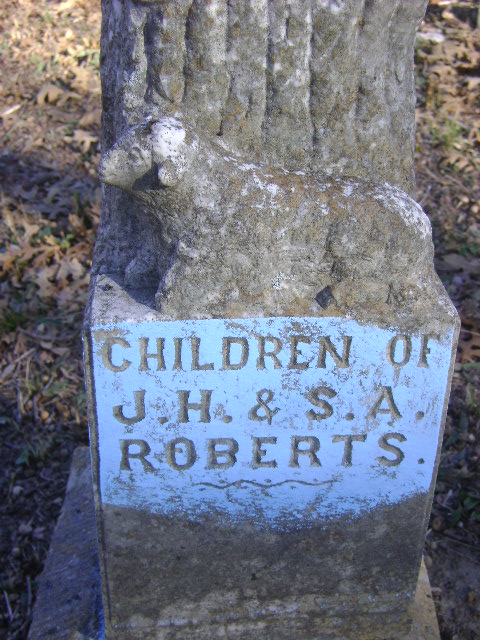 CHILDREN OF
J.H. & S.A.
ROBERTS.